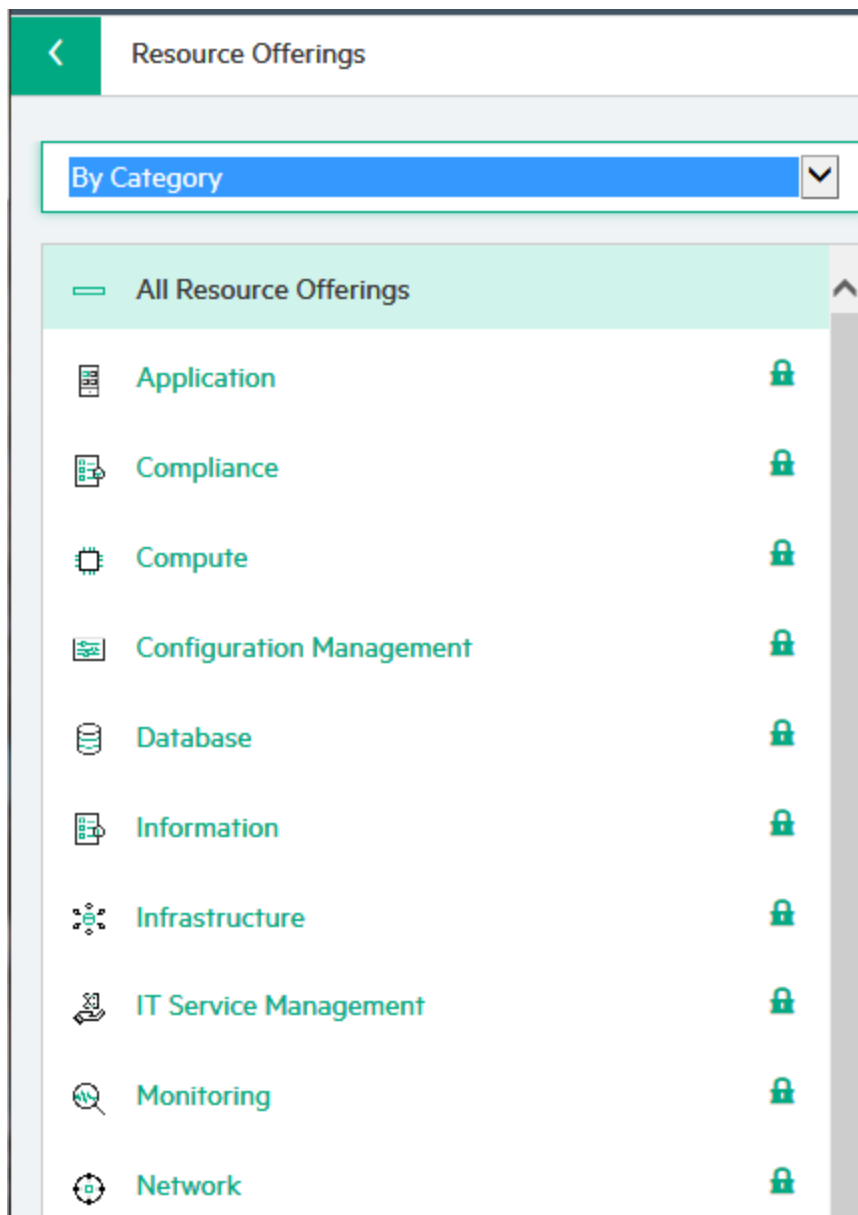 Resource Offerings
By Category
All Resource Offerings
Application
Compliance
Compute
Configuration Management
Database
Information
Infrastructure
IT Service Management
Monitoring
Network